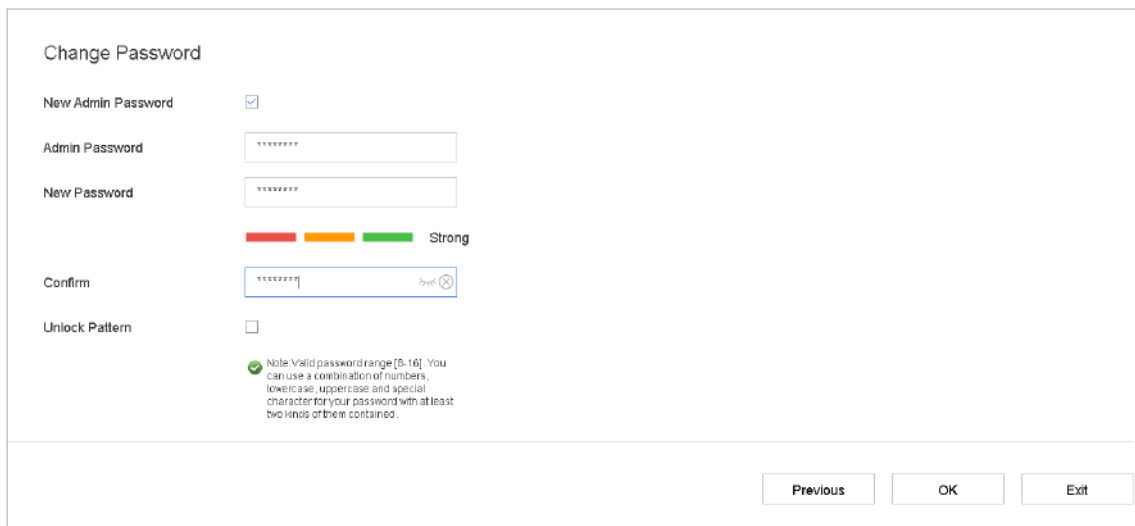 Change Password
New Admin Password
Admin Password ********
New Password ********
Strong
Confirm ********
Unlock Pattern
Note:Valid password range [8-16]. You
can use a combination of numbers,
lowercase, uppercase and special
character for your password with at least
two kinds of them contained.
Previous OK Exit